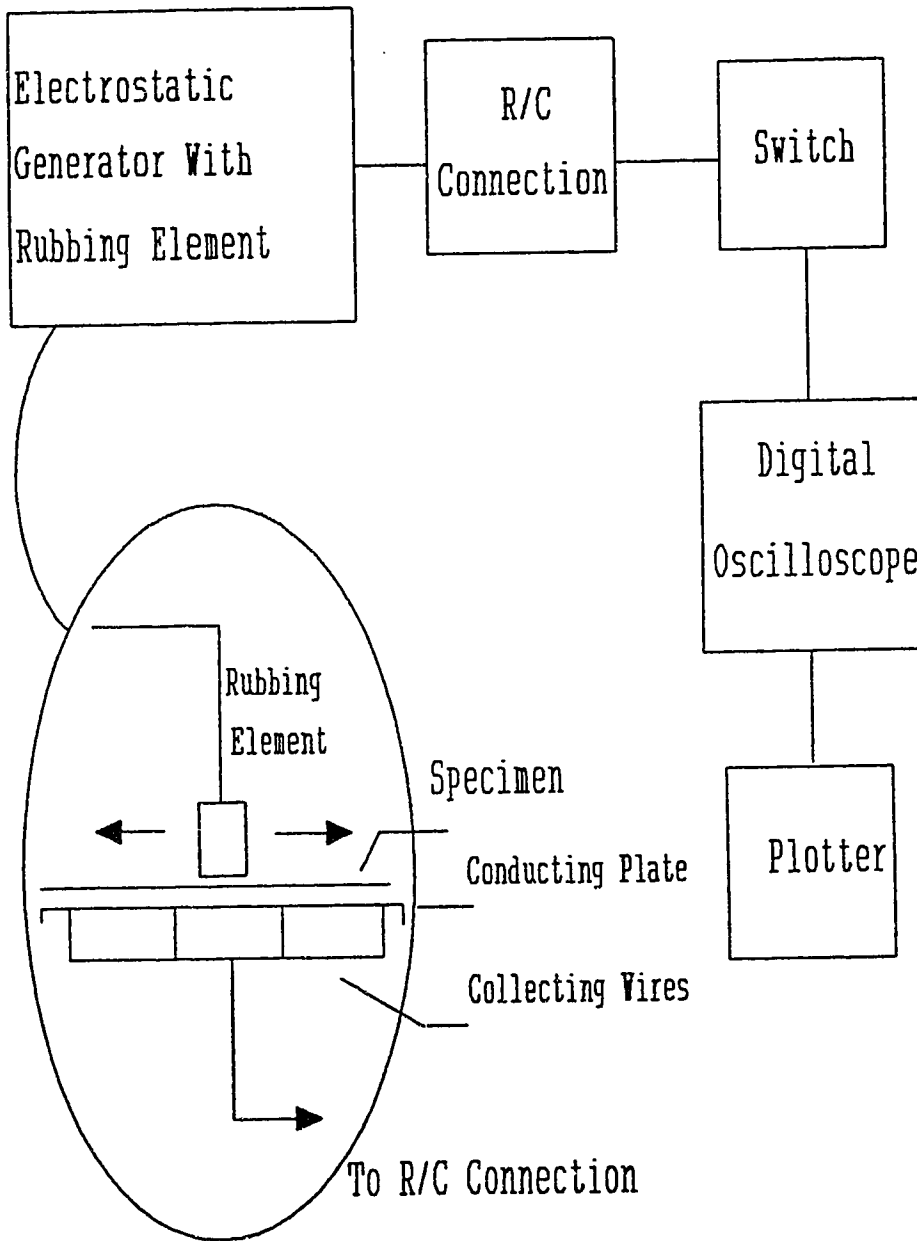 Electrostatic
Generator With
Rubbing Element
R/C
Connection
Switch
Digital
Oscilloscope
Plotter
Rubbing
Element
Specimen
Conducting Plate
Collecting Wires
To R/C Connection